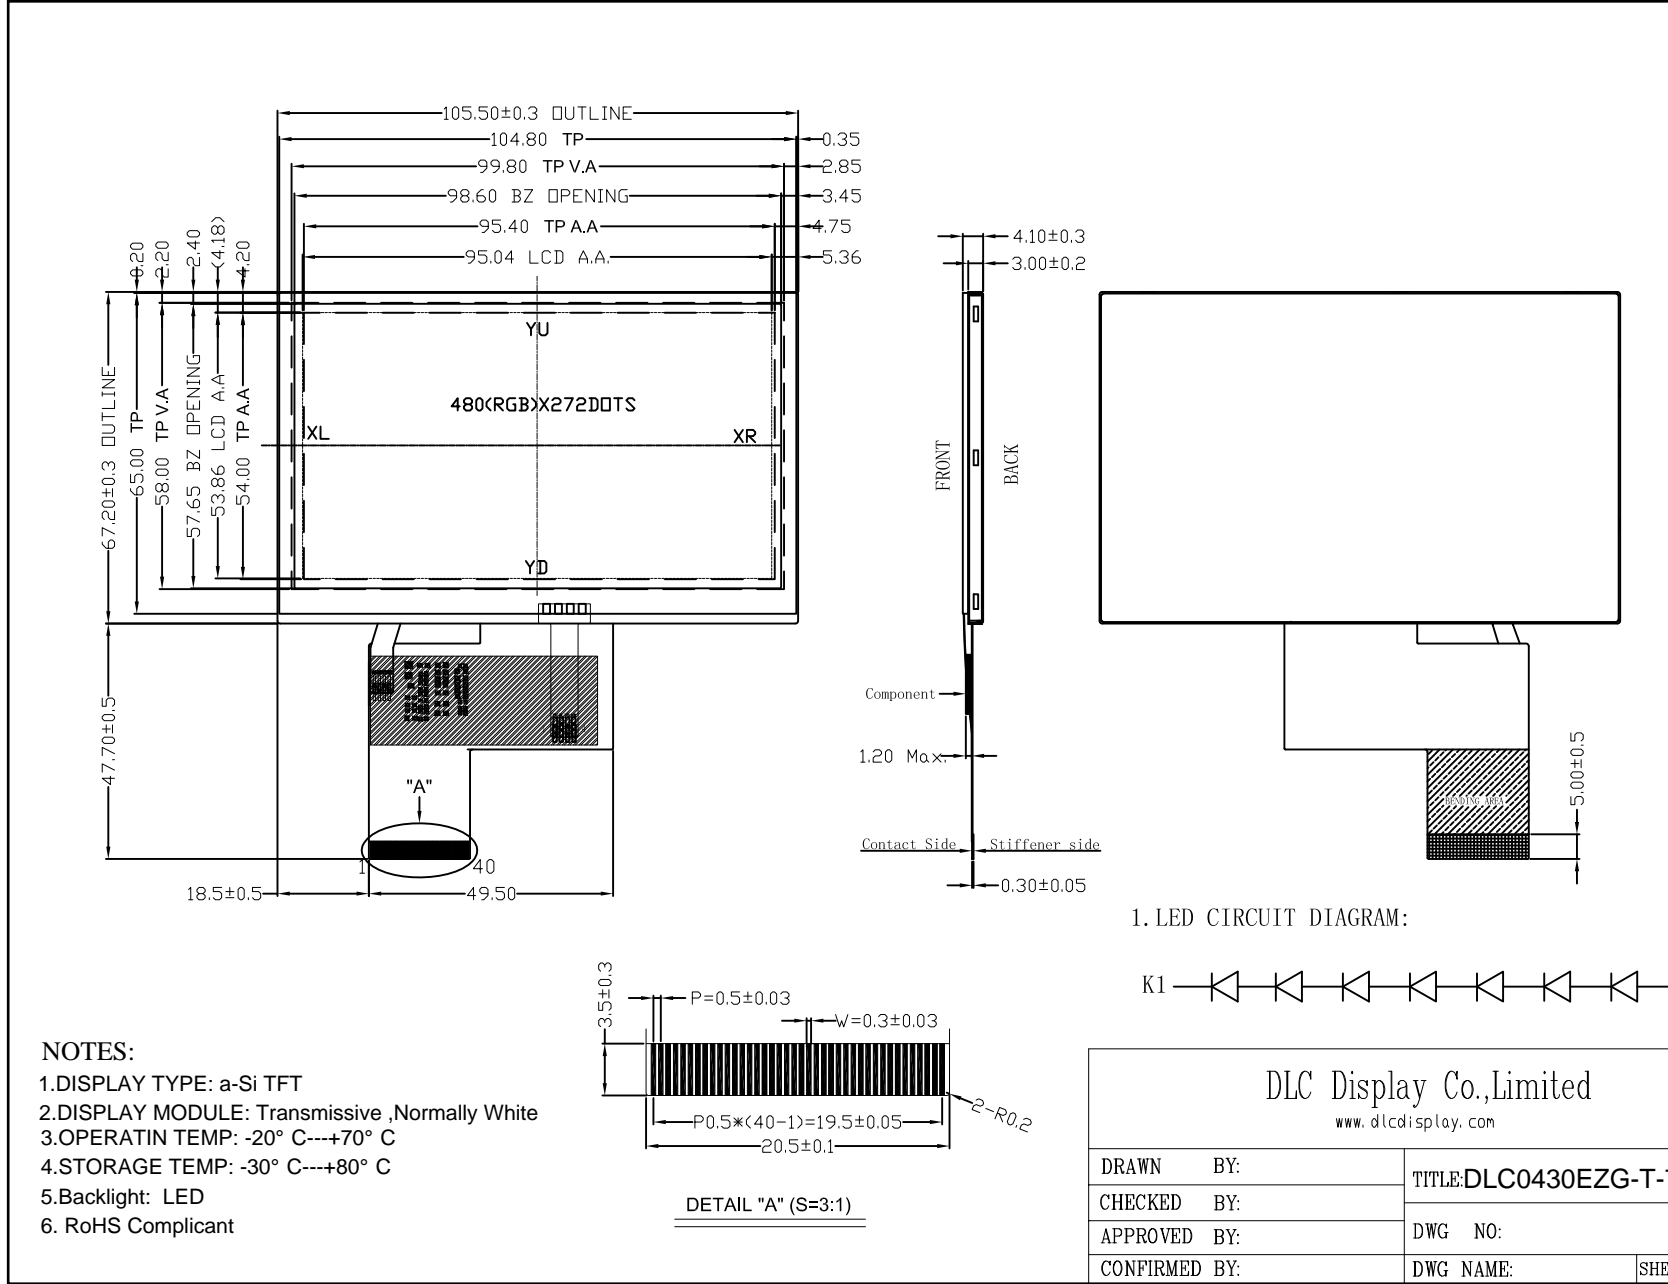 105.50±0.3 OUTLINE
104.80 TP
0.35
99.80 TP V.A
2.85
98.60 BZ OPENING
3.45
95.40 TP A.A
4.75
95.04 LCD A.A.
5.36
0.20
2.20
2.40
(4.18)
4.20
67.20±0.3 OUTLINE
65.00 TP
58.00 TP V.A
57.65 BZ OPENING
53.86 LCD A.A
54.00 TP A.A
YU
480(RGB)X272DOTS
XL
XR
YD
47.70±0.5
"A"
1
40
18.5±0.5
49.50
4.10±0.3
3.00±0.2
FRONT
BACK
Component
1.20 Max.
Contact Side
Stiffener side
0.30±0.05
BENDING AREA
5.00±0.5
1. LED CIRCUIT DIAGRAM:
K1
3.5±0.3
P=0.5±0.03
W=0.3±0.03
P0.5*(40-1)=19.5±0.05
20.5±0.1
2-R0.2
DETAIL "A" (S=3:1)
NOTES:
1.DISPLAY TYPE: a-Si TFT
2.DISPLAY MODULE: Transmissive ,Normally White
3.OPERATIN TEMP: -20° C---+70° C
4.STORAGE TEMP: -30° C---+80° C
5.Backlight: LED
6. RoHS Complicant
DLC Display Co.,Limited
www.dlcdisplay.com
DRAWN BY:
CHECKED BY:
APPROVED BY:
CONFIRMED BY:
TITLE:DLC0430EZG-T-
DWG NO:
DWG NAME:
SHE